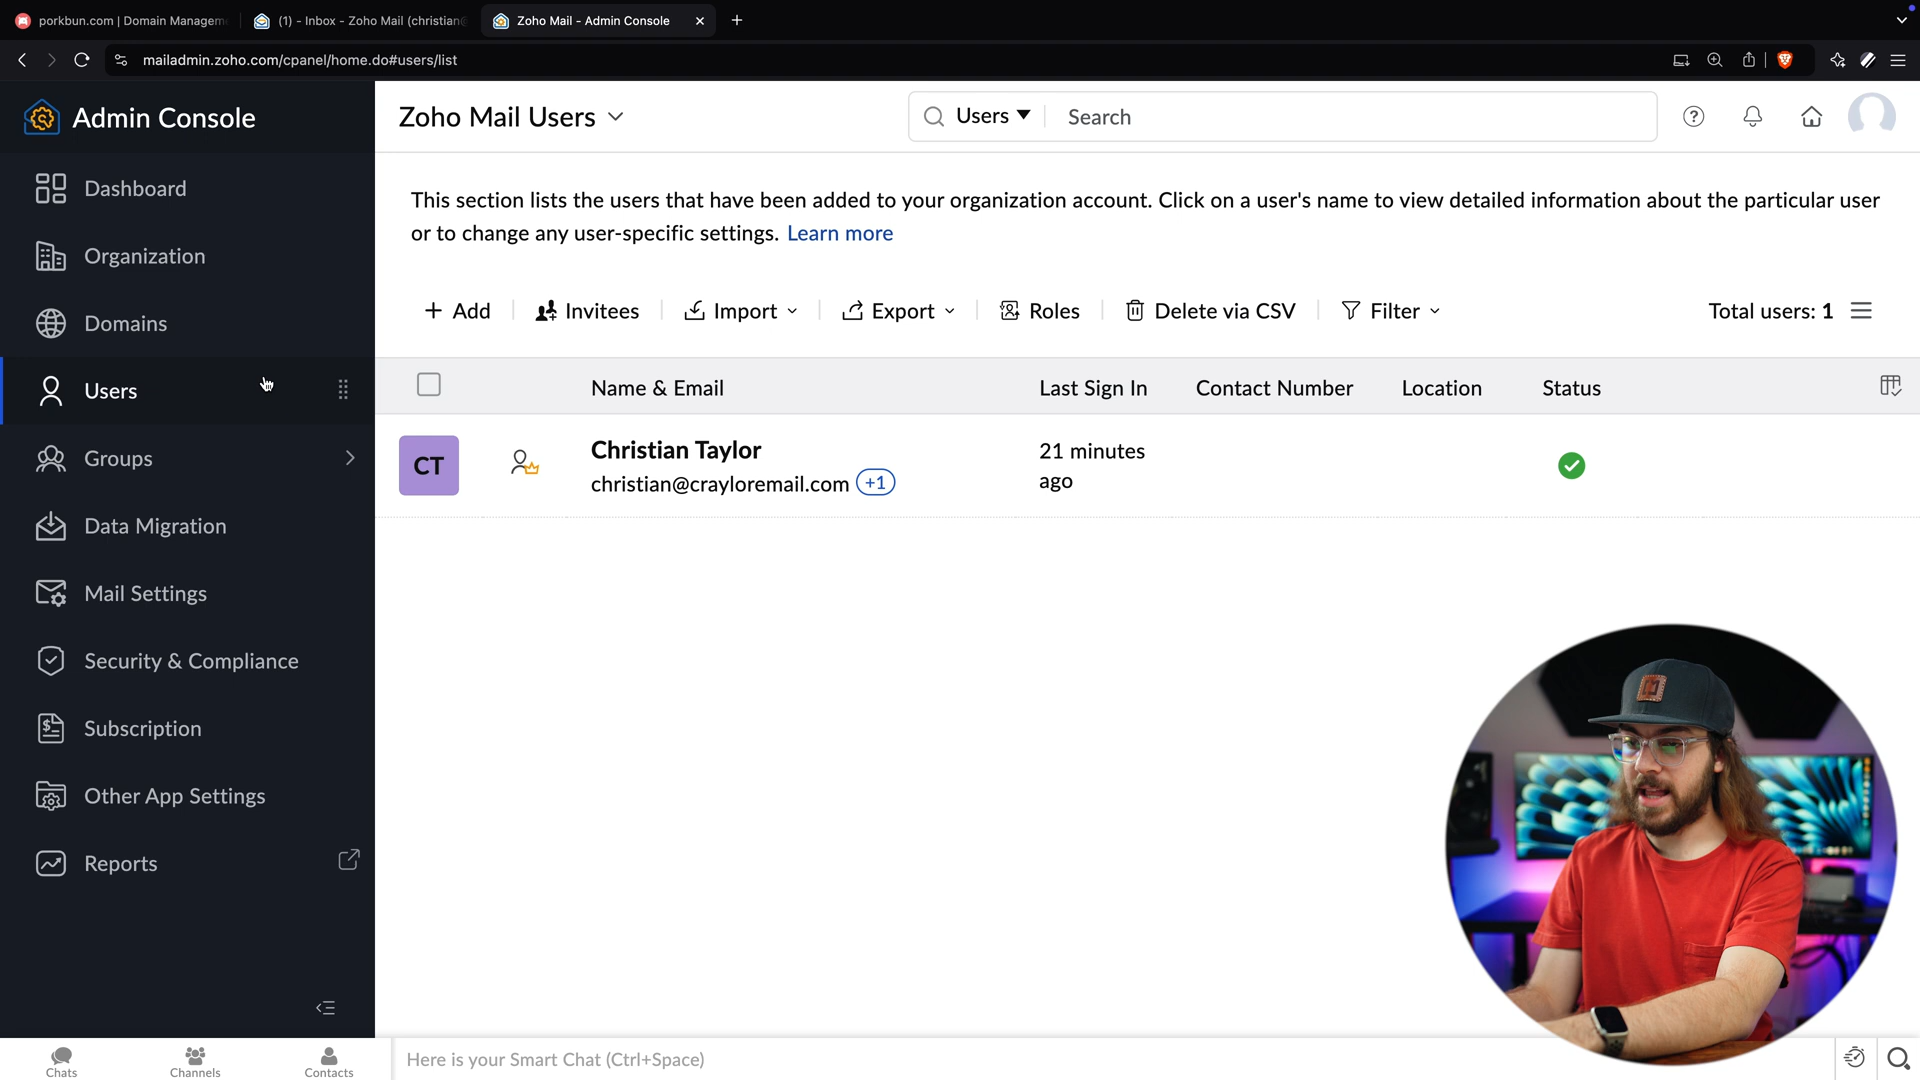 porkbun.com | Domain Managem
(1) - Inbox - Zoho Mail (christian@
Zoho Mail - Admin Console
mailadmin.zoho.com/cpanel/home.do#users/list
Admin Console
Zoho Mail Users
Users
Search
Dashboard
Organization
Domains
Users
Groups
Data Migration
Mail Settings
Security & Compliance
Subscription
Other App Settings
Reports
This section lists the users that have been added to your organization account. Click on a user's name to view detailed information about the particular user
or to change any user-specific settings. Learn more
Add
Invitees
Import
Export
Roles
Delete via CSV
Filter
Total users: 1
Name & Email
Last Sign In
Contact Number
Location
Status
CT
Christian Taylor
christian@crayloremail.com +1
21 minutes
ago
Chats
Channels
Contacts
Here is your Smart Chat (Ctrl+Space)